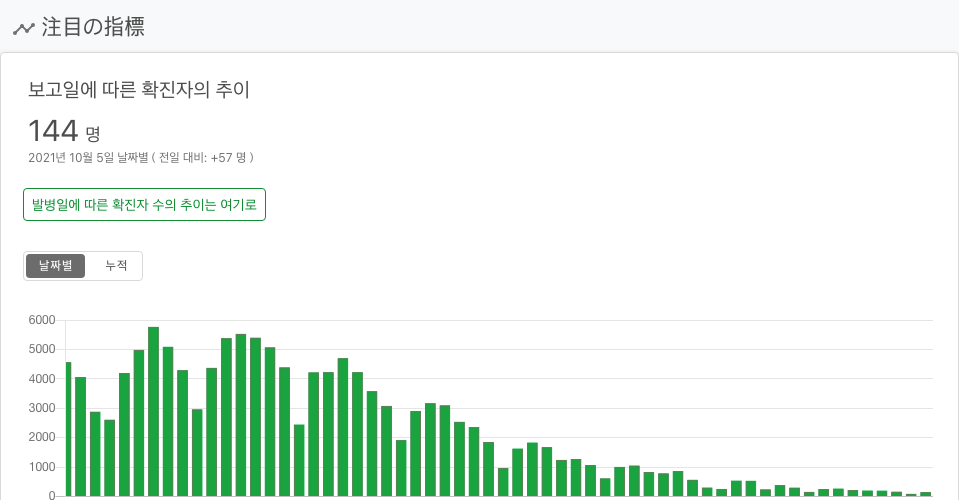 注目の指標
보고일에 따른 확진자의 추이
144 명
2021년 10월 5일 날짜별 ( 전일 대비: +57 명 )
발병일에 따른 확진자 수의 추이는 여기로
날짜별 누적
6000
5000
4000
3000
2000
1000
0